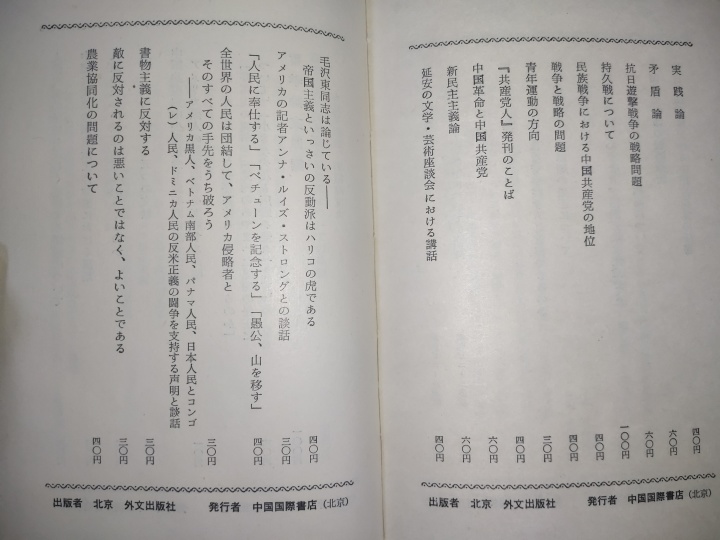 実践論 四〇円
矛盾論 六〇円
抗日遊撃戦争の戦略問題 六〇円
持久戦について 一〇〇円
民族戦争における中国共産党の地位 四〇円
戦争と戦略の問題 四〇円
青年運動の方向 三〇円
『共産党人』発刊のことば 四〇円
中国革命と中国共産党 六〇円
新民主主義論 六〇円
延安の文学・芸術座談会における講話 四〇円
出版者 北京 外文出版社 発行者 中国国際書店(北京)
毛沢東同志は論じている――
帝国主義といっさいの反動派はハリコの虎である 四〇円
アメリカの記者アンナ・ルイズ・ストロングとの談話 三〇円
「人民に奉仕する」「ベチューンを記念する」「愚公、山を移す」 四〇円
全世界の人民は団結して、アメリカ侵略者と
そのすべての手先をうち破ろう 三〇円
――アメリカ黒人、ベトナム南部人民、パナマ人民、日本人民とコンゴ
(レ)人民、ドミニカ人民の反米正義の闘争を支持する声明と談話
書物主義に反対する 三〇円
敵に反対されるのは悪いことではなく、よいことである 三〇円
農業協同化の問題について 四〇円
出版者 北京 外文出版社 発行者 中国国際書店(北京)